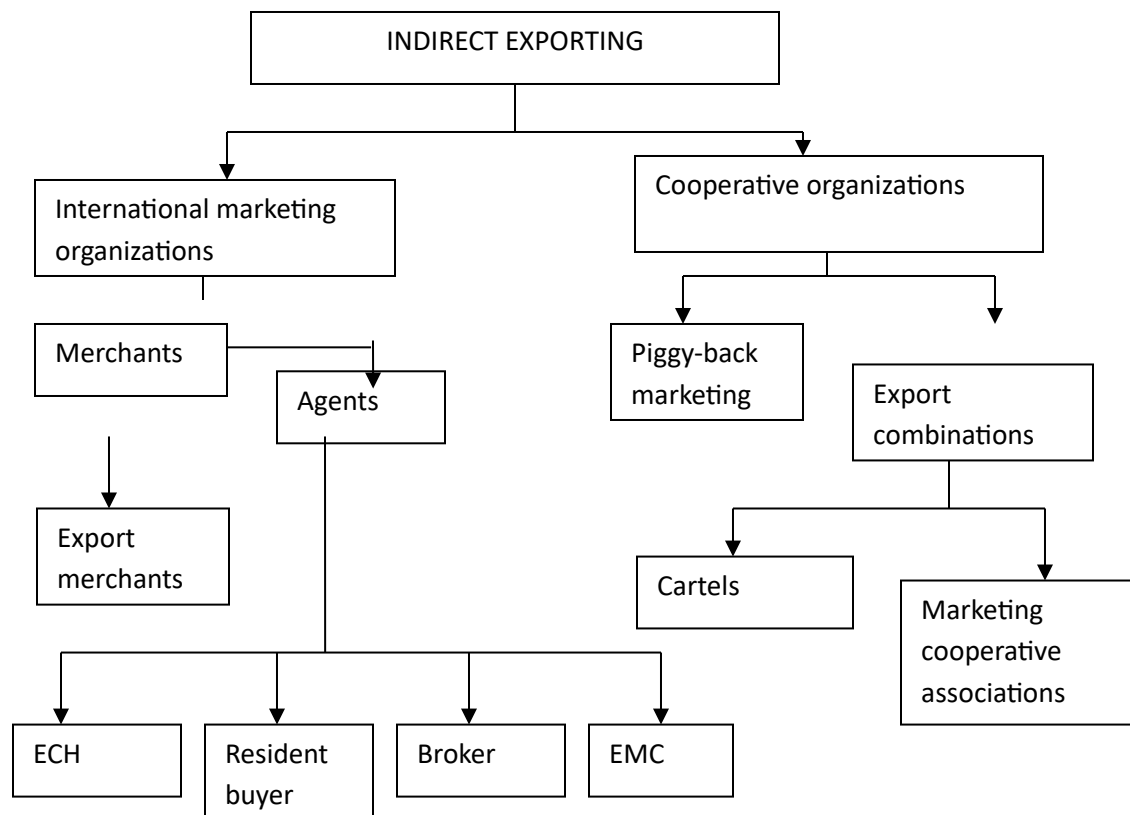 INDIRECT EXPORTING
International marketing
organizations
Cooperative organizations
Merchants
Agents
Piggy-back
marketing
Export
combinations
Export
merchants
Cartels
Marketing
cooperative
associations
ECH
Resident
buyer
Broker
EMC